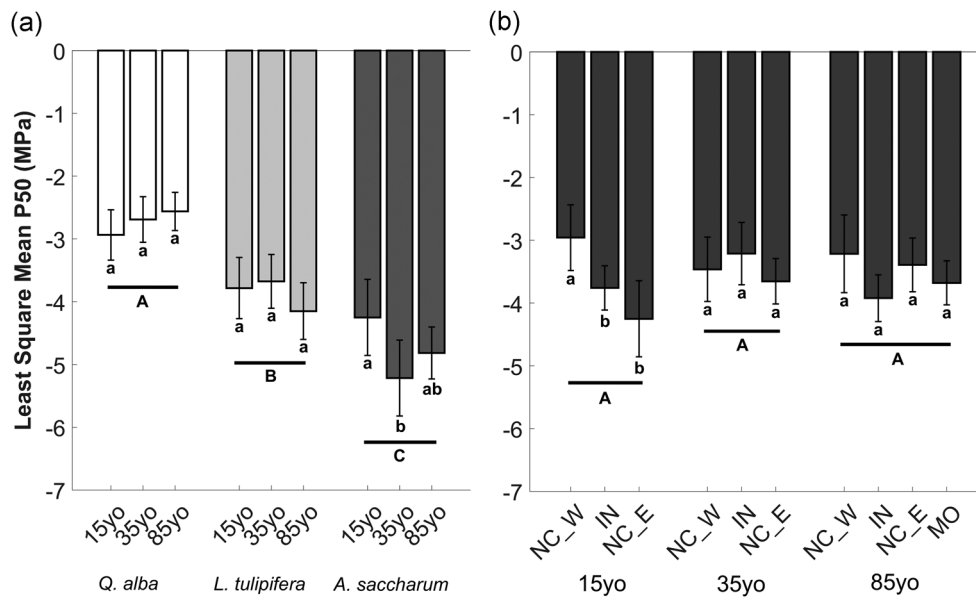 (a)
Least Square Mean P50 (MPa)
0
-1
-2
-3
-4
-5
-6
-7
a a a
A
a a a
B
a b ab
C
15yo 35yo 85yo 15yo 35yo 85yo 15yo 35yo 85yo
Q. alba L. tulipifera A. saccharum
(b)
0
-1
-2
-3
-4
-5
-6
-7
a b b
A
a a a
A
a a a a
A
NC_W IN NC_E NC_W IN NC_E NC_W IN NC_E MO
15yo 35yo 85yo